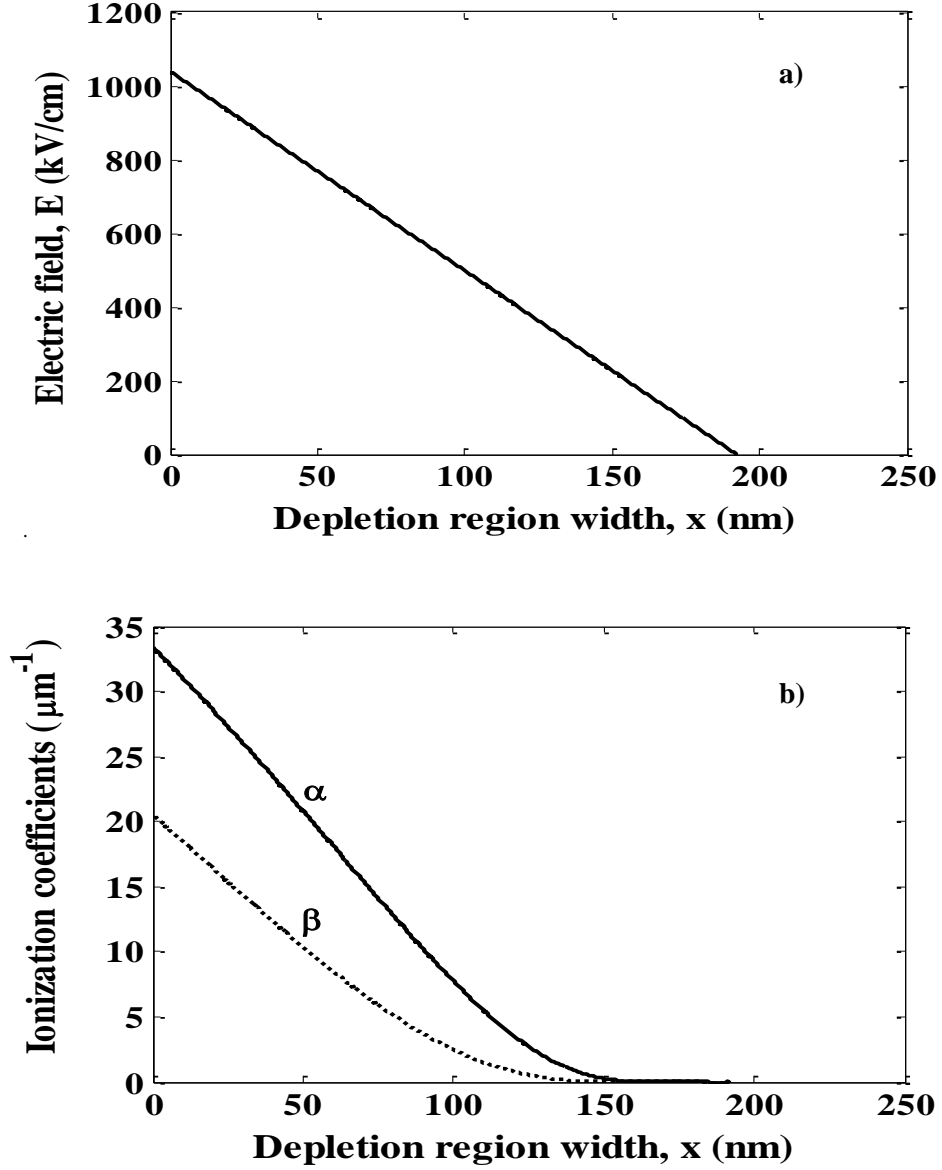 1200
1000
800
600
400
200
0
Electric field, E (kV/cm)
a)
0 50 100 150 200 250
Depletion region width, x (nm)
35
30
25
20
15
10
5
0
Ionization coefficients (μm⁻¹)
b)
α
β
0 50 100 150 200 250
Depletion region width, x (nm)